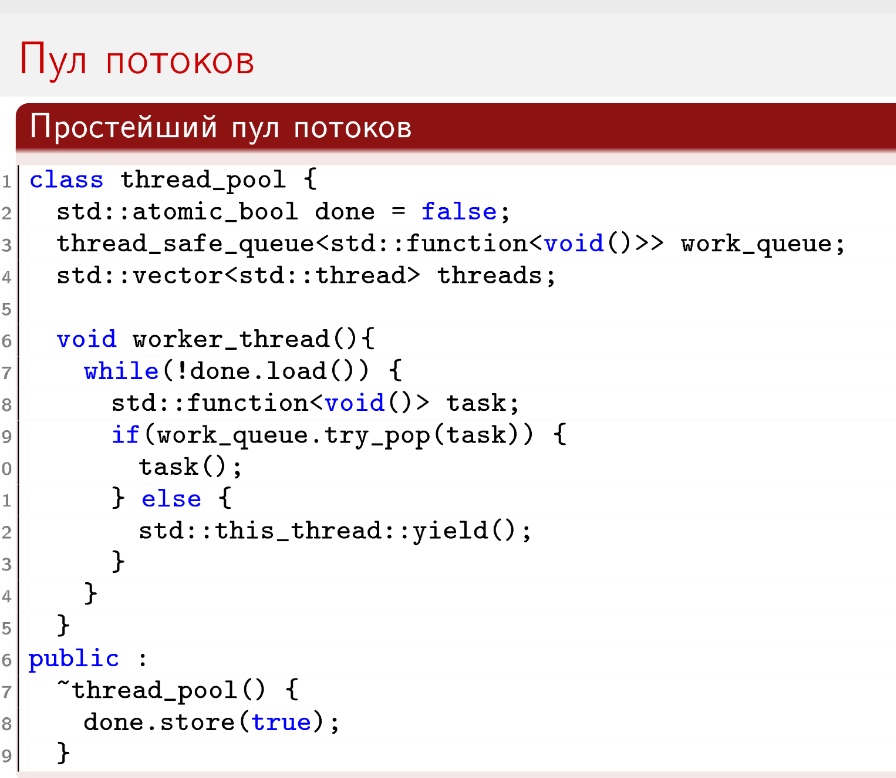 Пул потоков
Простейший пул потоков
1 class thread_pool {
2   std::atomic_bool done = false;
3   thread_safe_queue<std::function<void()>> work_queue;
4   std::vector<std::thread> threads;
5
6   void worker_thread(){
7     while(!done.load()) {
8       std::function<void()> task;
9       if(work_queue.try_pop(task)) {
0         task();
1       } else {
2         std::this_thread::yield();
3       }
4     }
5   }
6 public :
7   ~thread_pool() {
8     done.store(true);
9   }